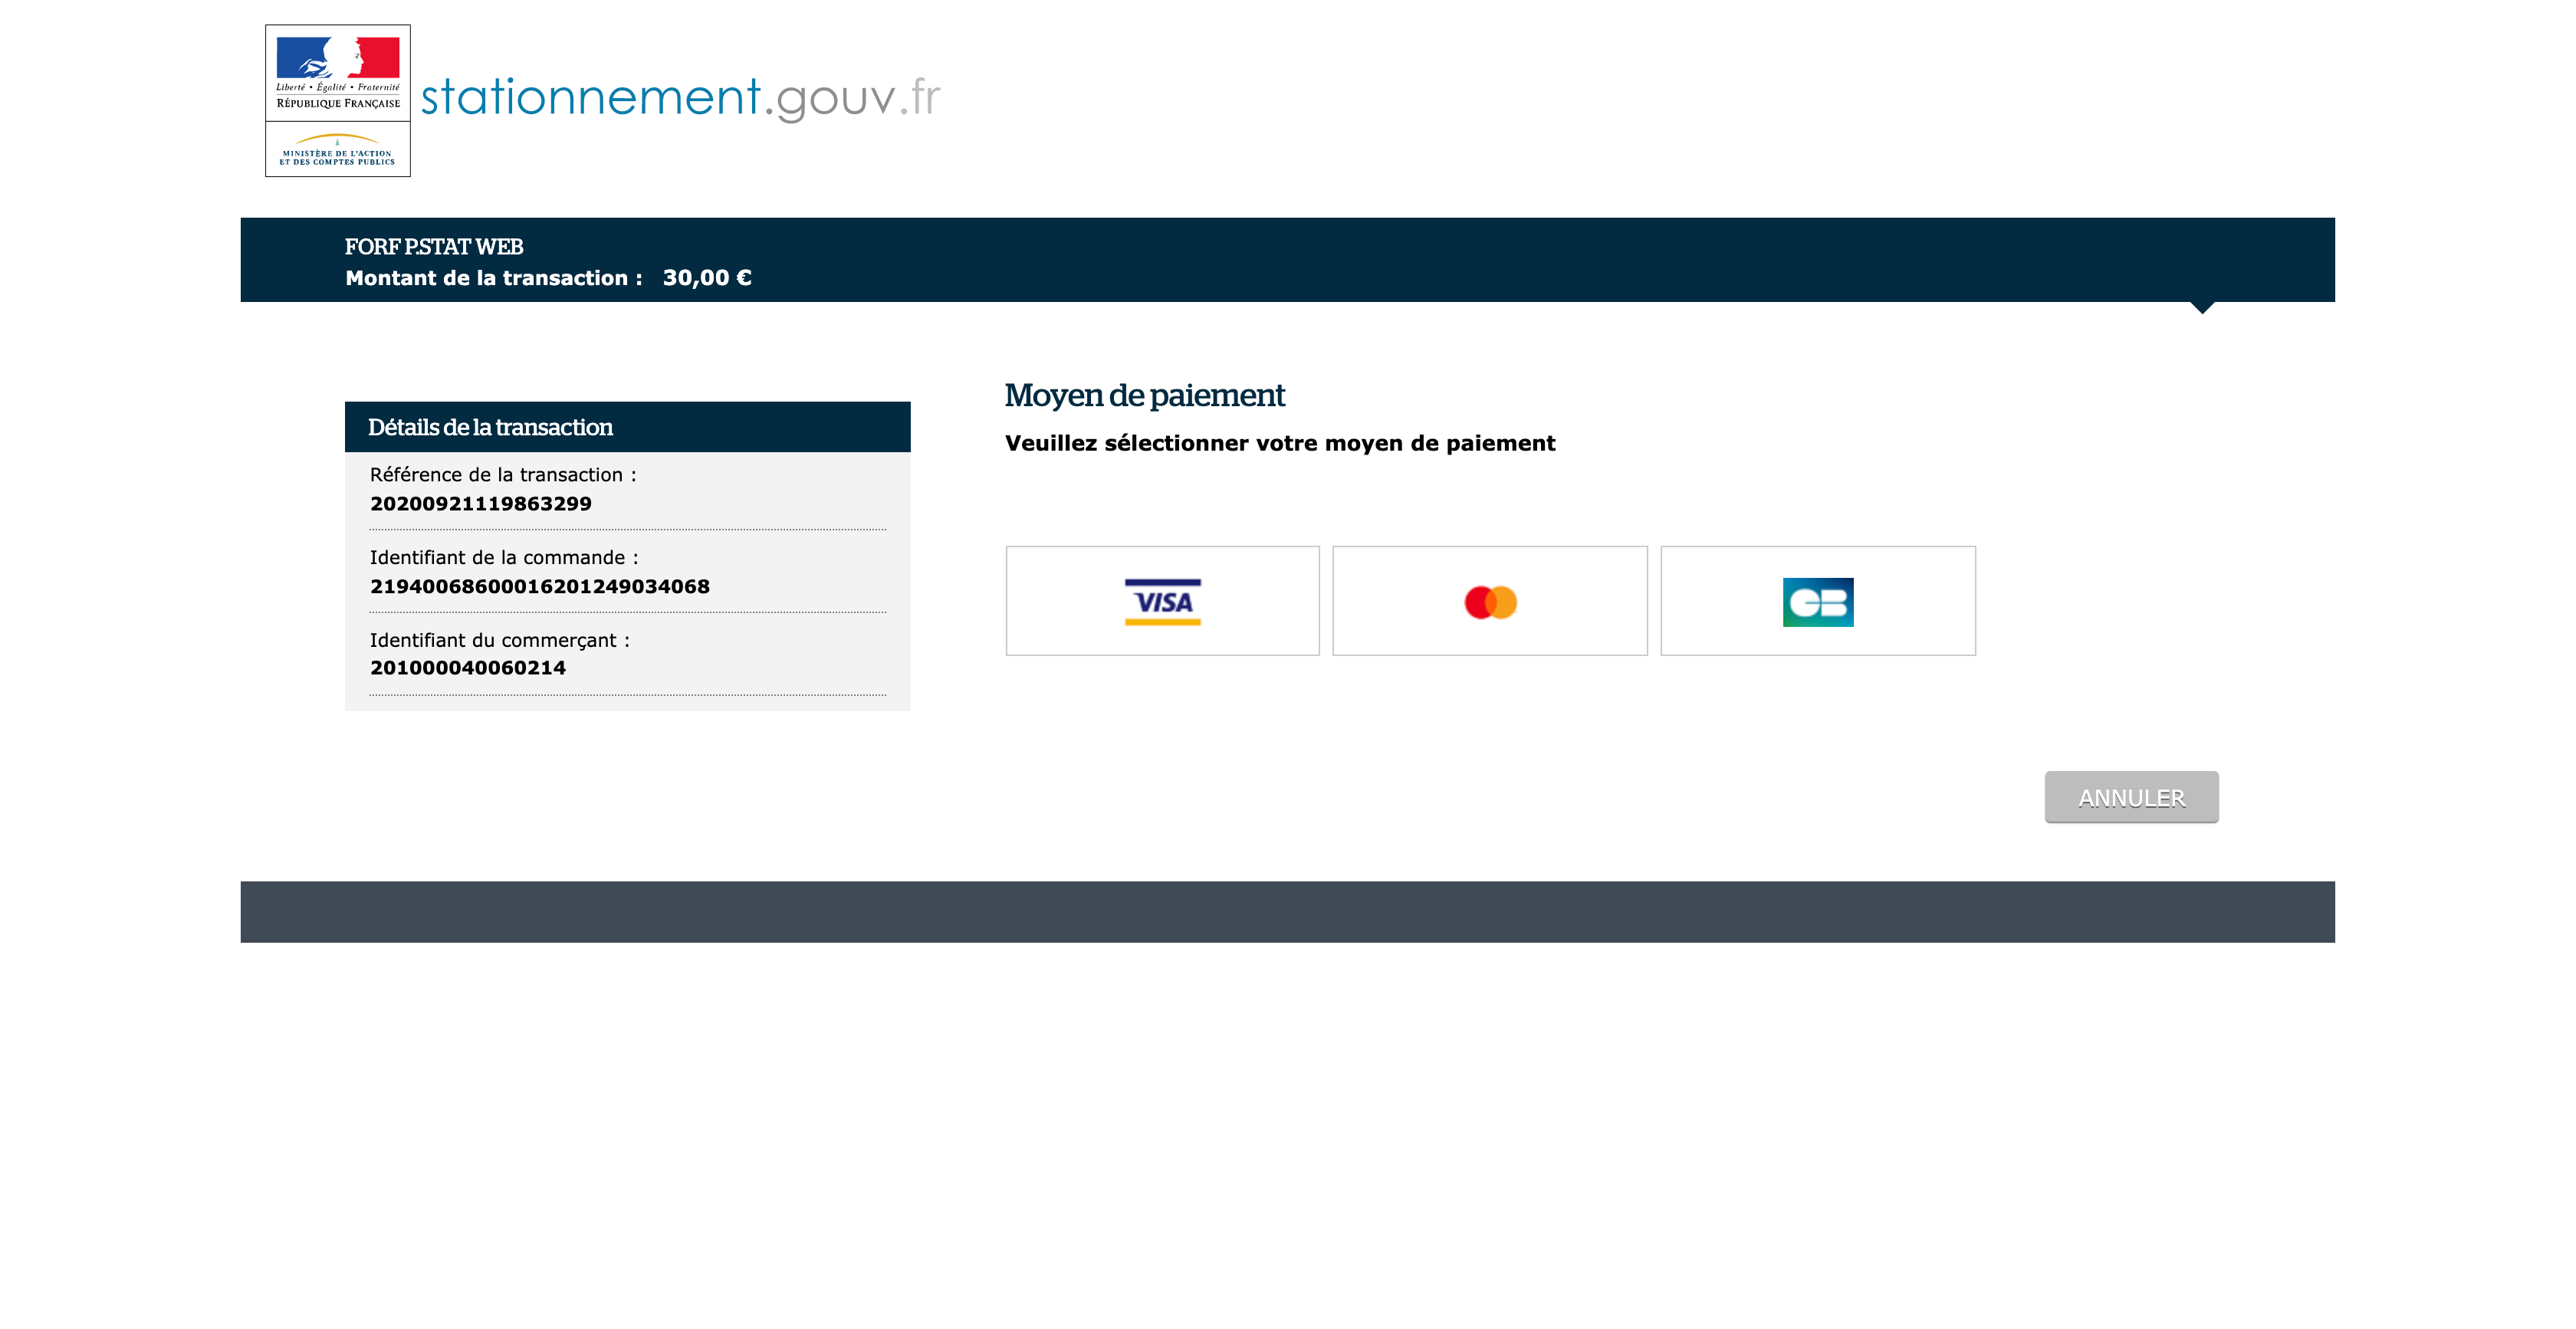 Liberté • Égalité • Fraternité
RÉPUBLIQUE FRANÇAISE
MINISTÈRE DE L'ACTION
ET DES COMPTES PUBLICS
stationnement.gouv.fr
FORF P.STAT WEB
Montant de la transaction : 30,00 €
Détails de la transaction
Référence de la transaction :
20200921119863299
Identifiant de la commande :
21940068600016201249034068
Identifiant du commerçant :
201000040060214
Moyen de paiement
Veuillez sélectionner votre moyen de paiement
VISA
CB
ANNULER